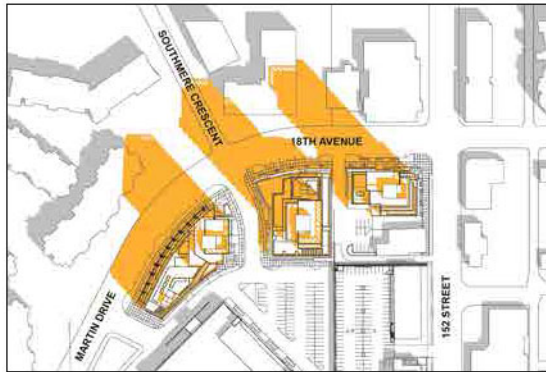 SOUTHMERE CRESCENT
18TH AVENUE
MARTIN DRIVE
152 STREET